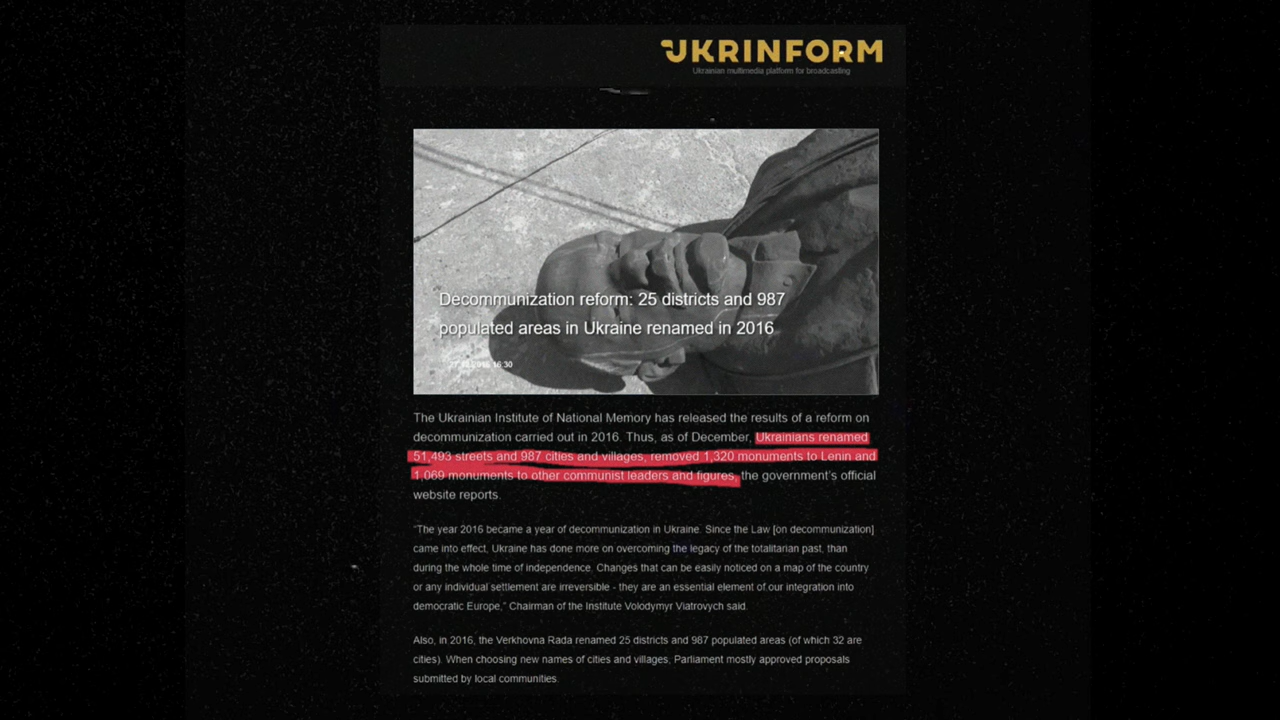 UKRINFORM
Ukrainian multimedia platform for broadcasting
Decommunization reform: 25 districts and 987
populated areas in Ukraine renamed in 2016
16:30
The Ukrainian Institute of National Memory has released the results of a reform on
decommunization carried out in 2016. Thus, as of December, Ukrainians renamed
51,493 streets and 987 cities and villages, removed 1,320 monuments to Lenin and
1,069 monuments to other communist leaders and figures, the government's official
website reports.
"The year 2016 became a year of decommunization in Ukraine. Since the Law [on decommunization]
came into effect, Ukraine has done more on overcoming the legacy of the totalitarian past, than
during the whole time of independence. Changes that can be easily noticed on a map of the country
or any individual settlement are irreversible - they are an essential element of our integration into
democratic Europe," Chairman of the Institute Volodymyr Viatrovych said.
Also, in 2016, the Verkhovna Rada renamed 25 districts and 987 populated areas (of which 32 are
cities). When choosing new names of cities and villages, Parliament mostly approved proposals
submitted by local communities.